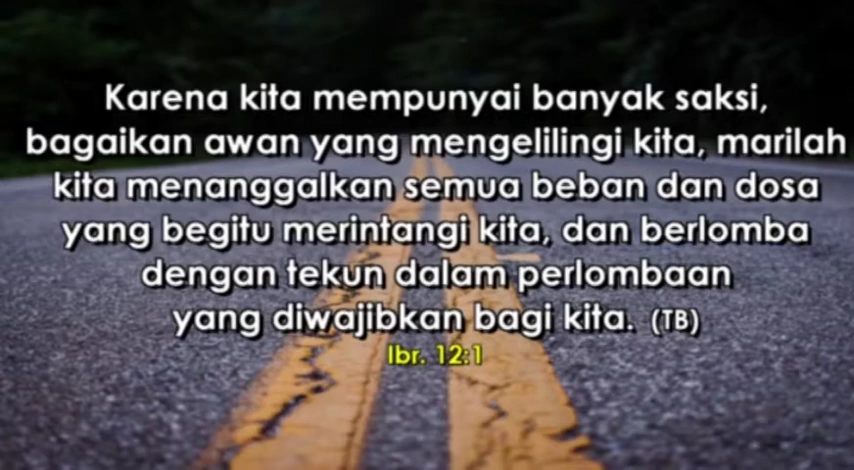 Karena kita mempunyai banyak saksi,
bagaikan awan yang mengelilingi kita, marilah
kita menanggalkan semua beban dan dosa
yang begitu merintangi kita, dan berlomba
dengan tekun dalam perlombaan
yang diwajibkan bagi kita. (TB)
Ibr. 12:1